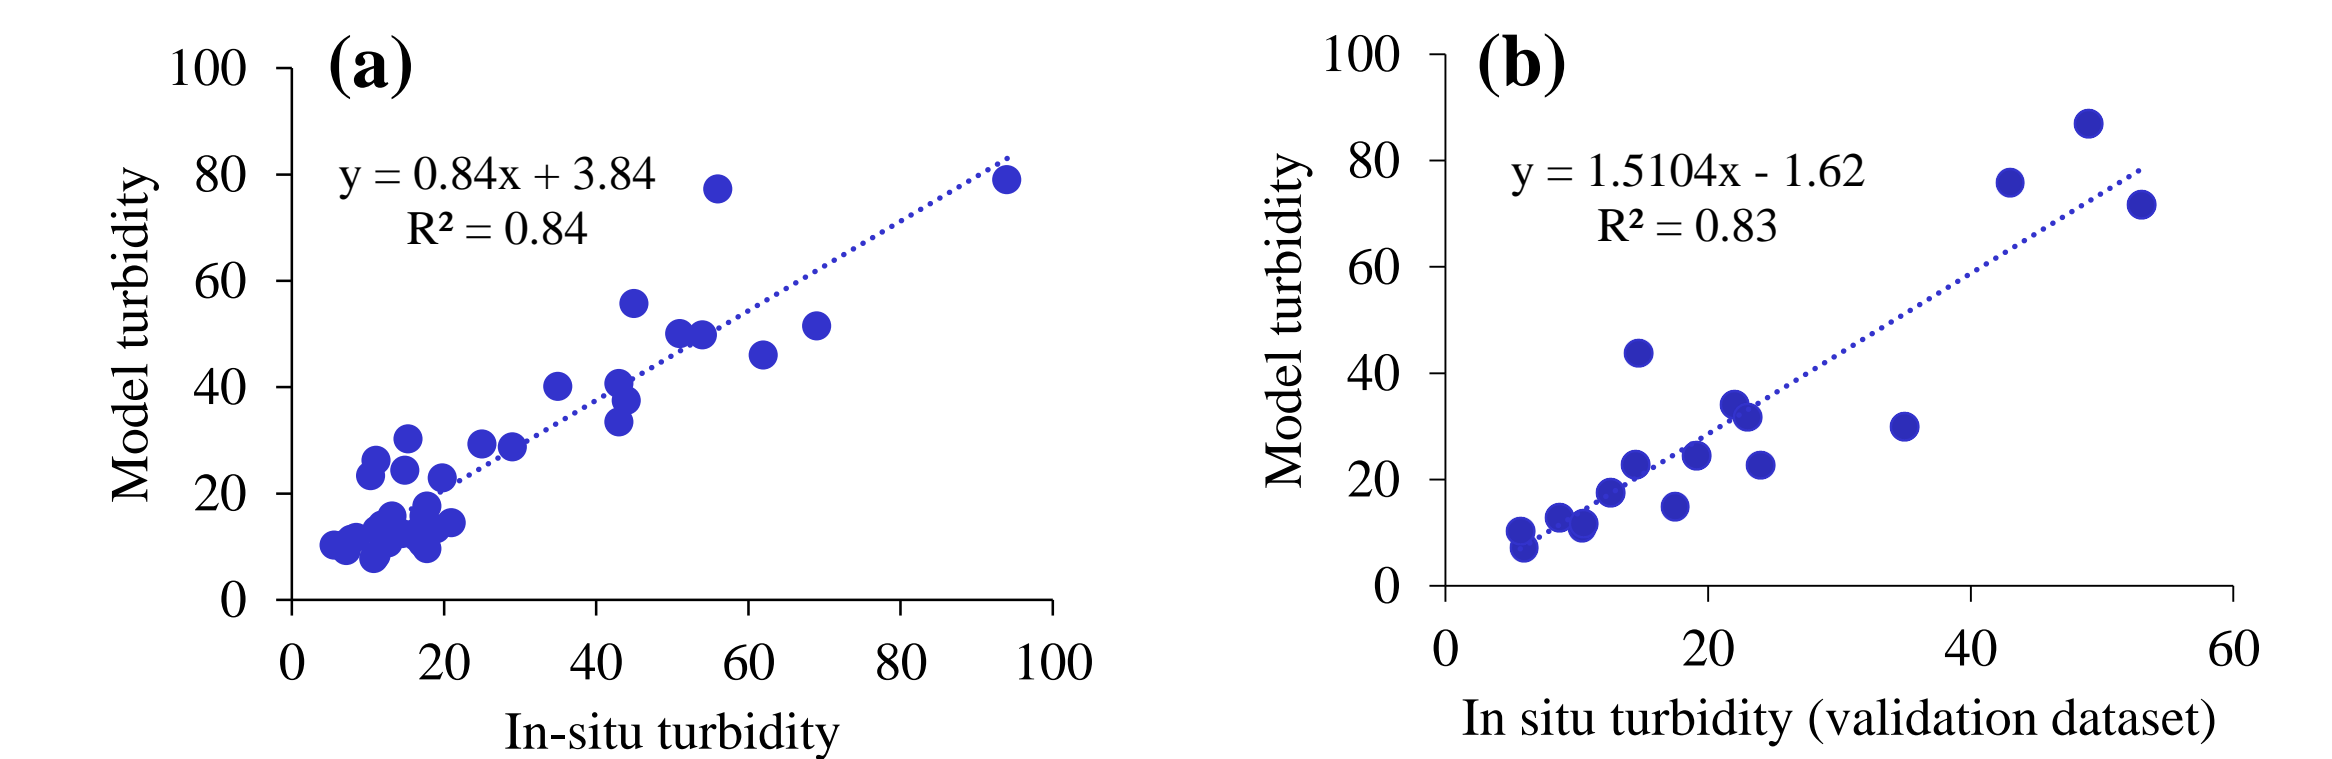 (a)
y = 0.84x + 3.84
R² = 0.84
Model turbidity
100
80
60
40
20
0
0 20 40 60 80 100
In-situ turbidity
(b)
y = 1.5104x - 1.62
R² = 0.83
Model turbidity
100
80
60
40
20
0
0 20 40 60
In situ turbidity (validation dataset)